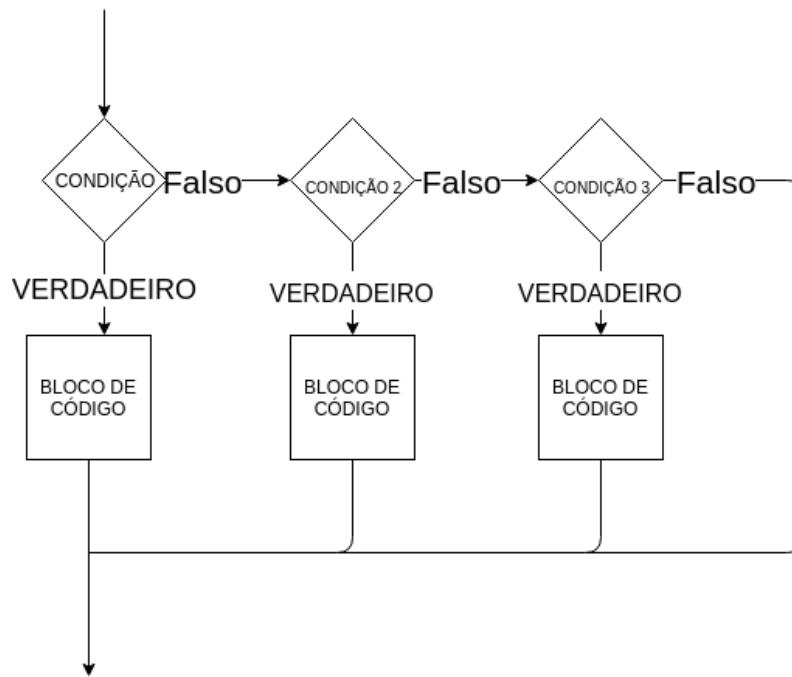 CONDIÇÃO
Falso
CONDIÇÃO 2
Falso
CONDIÇÃO 3
Falso
VERDADEIRO
VERDADEIRO
VERDADEIRO
BLOCO DE
CÓDIGO
BLOCO DE
CÓDIGO
BLOCO DE
CÓDIGO